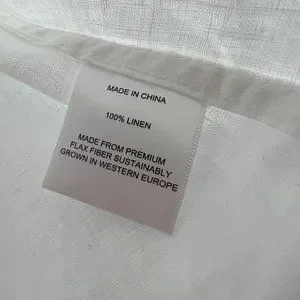 MADE IN CHINA
100% LINEN
MADE FROM PREMIUM
FLAX FIBER SUSTAINABLY
GROWN IN WESTERN EUROPE